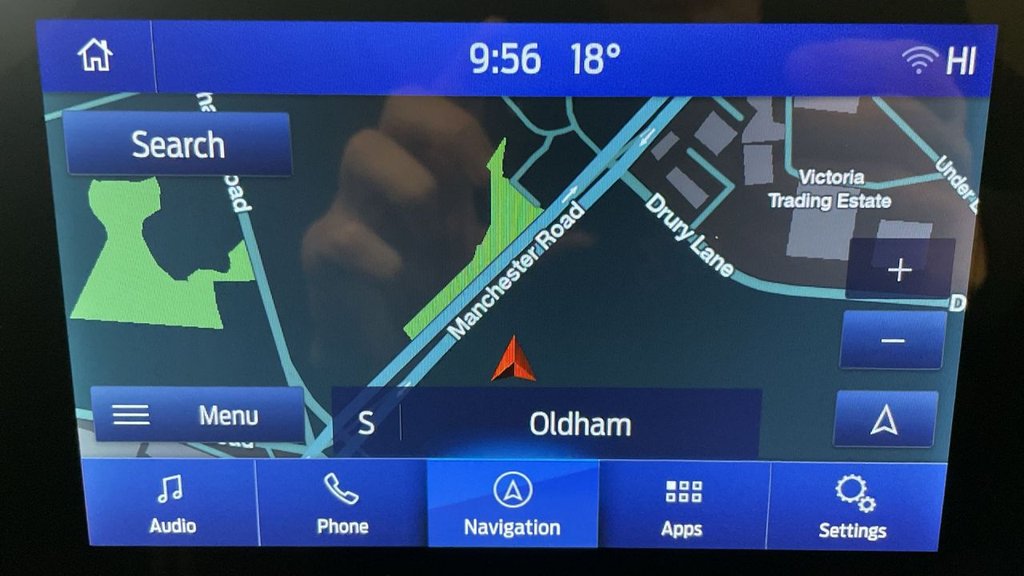 9:56 18° HI
Search
Victoria
Trading Estate
Drury Lane
Manchester Road
+
−
Menu
S
Oldham
Audio
Phone
Navigation
Apps
Settings